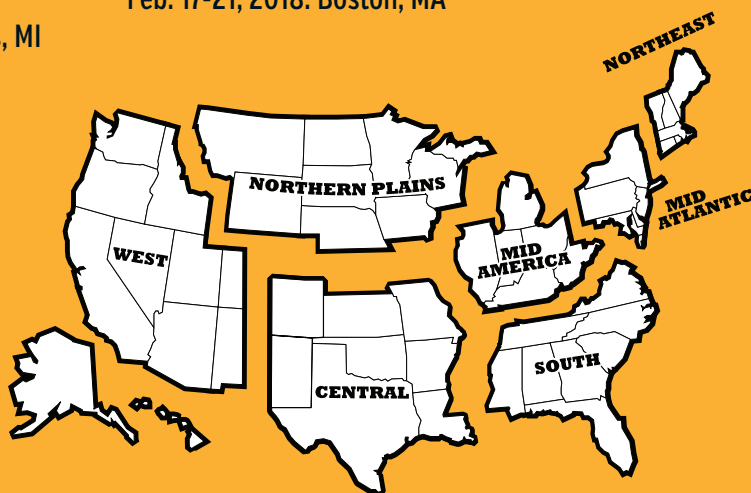 Feb. 17-21, 2018: Boston, MA
, MI
NORTHEAST
NORTHERN PLAINS
MID
ATLANTIC
WEST
MID
AMERICA
SOUTH
CENTRAL